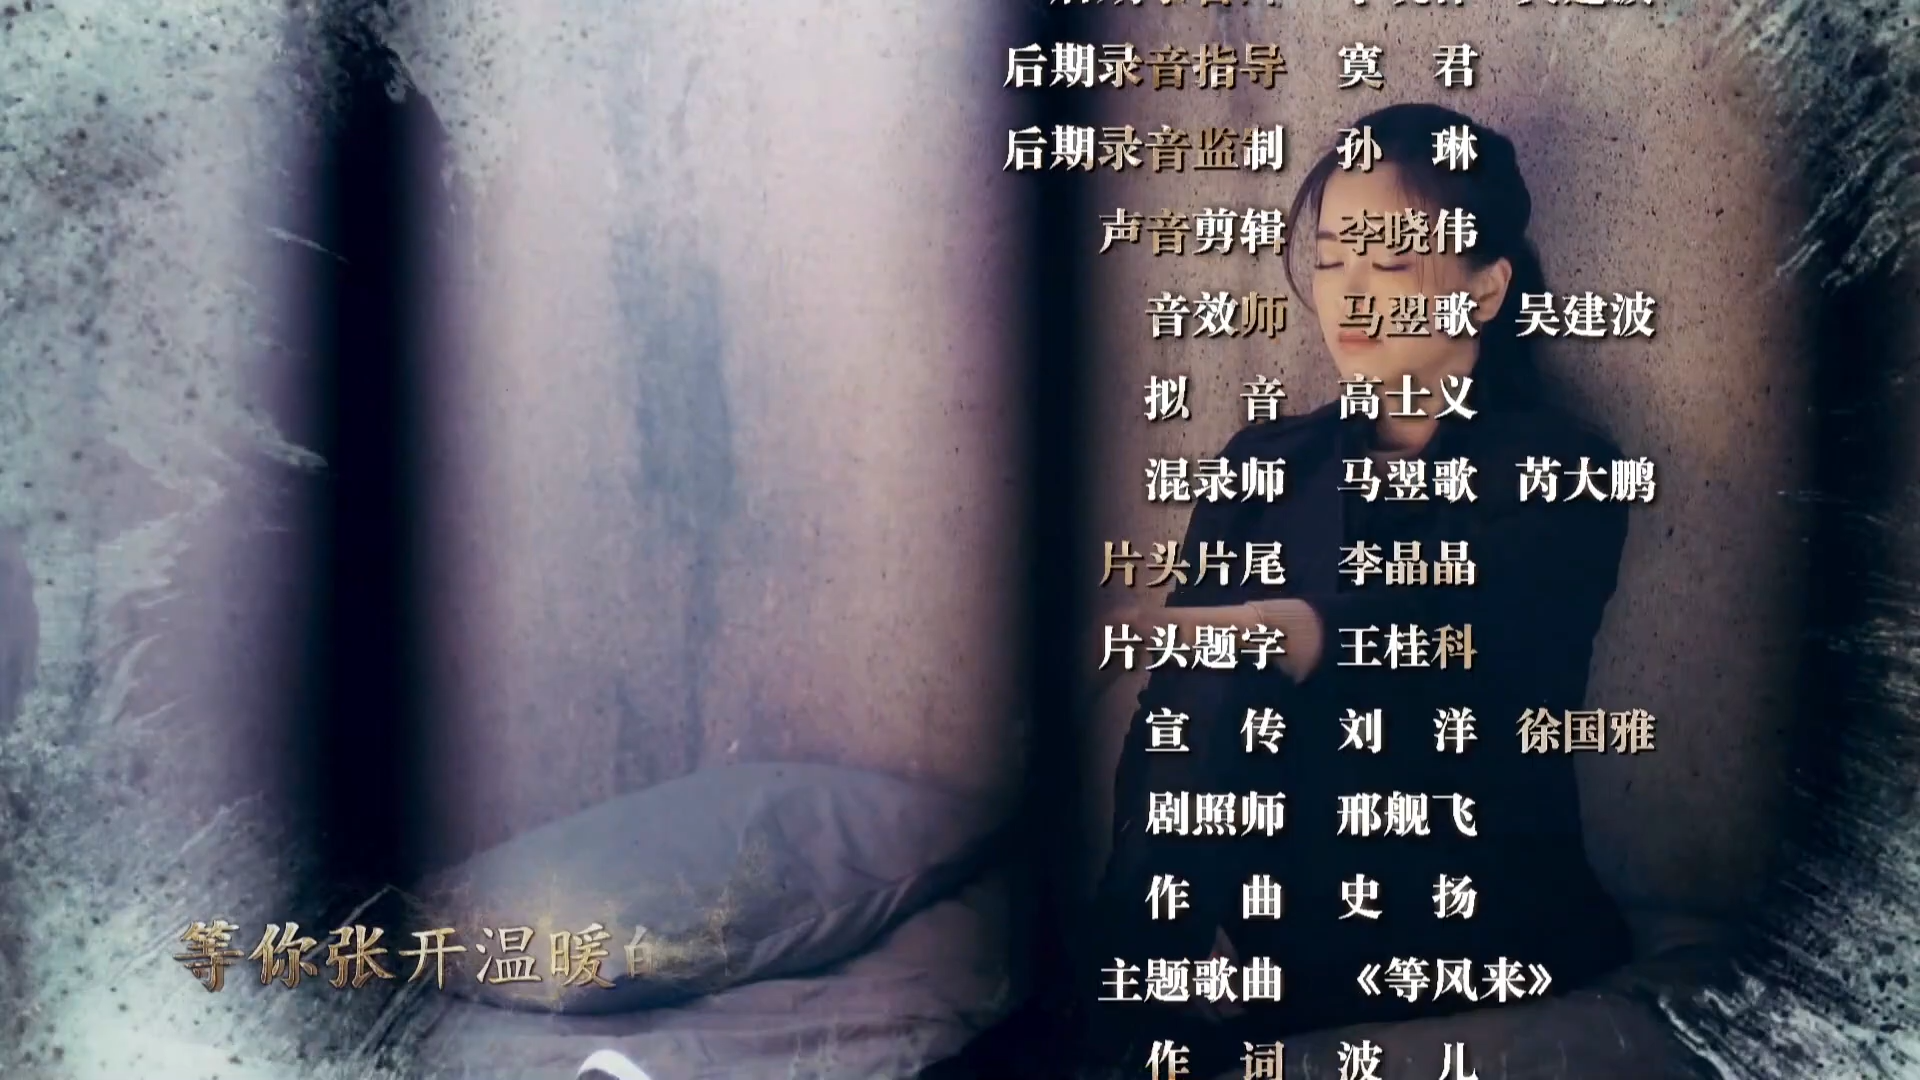 后期录音指导 寞 君
后期录音监制 孙 琳
声音剪辑 李晓伟
音效师 马翌歌 吴建波
拟 音 高士义
混录师 马翌歌 芮大鹏
片头片尾 李晶晶
片头题字 王桂科
宣 传 刘 洋 徐国雅
剧照师 邢舰飞
作 曲 史 扬
主题歌曲 《等风来》
作 词 波 儿
等你张开温暖的